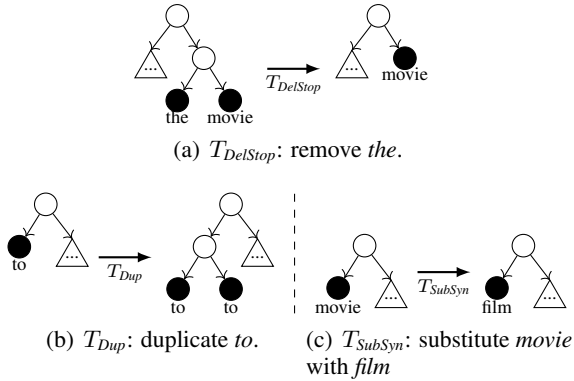 ... ...
T_DelStop
movie
the movie
(a) T_DelStop: remove the.
to ... ...
T_Dup
to to
... ...
T_SubSyn
movie film
(b) T_Dup: duplicate to. (c) T_SubSyn: substitute movie
with film